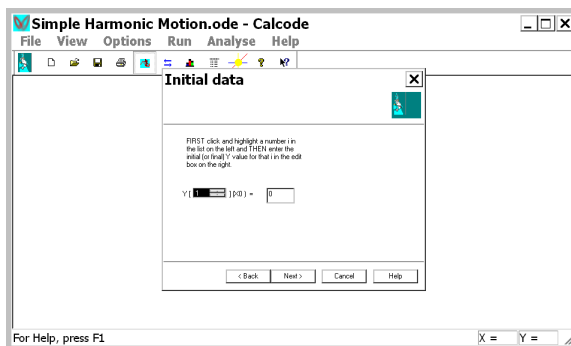 Simple Harmonic Motion.ode - Calcode
File View Options Run Analyse Help
Initial data
FIRST click and highlight a number i in
the list on the left and THEN enter the
initial (or final) Y value for that i in the edit
box on the right.
Y [ 1 ] (X0) = 0
< Back Next > Cancel Help
For Help, press F1 X = Y =